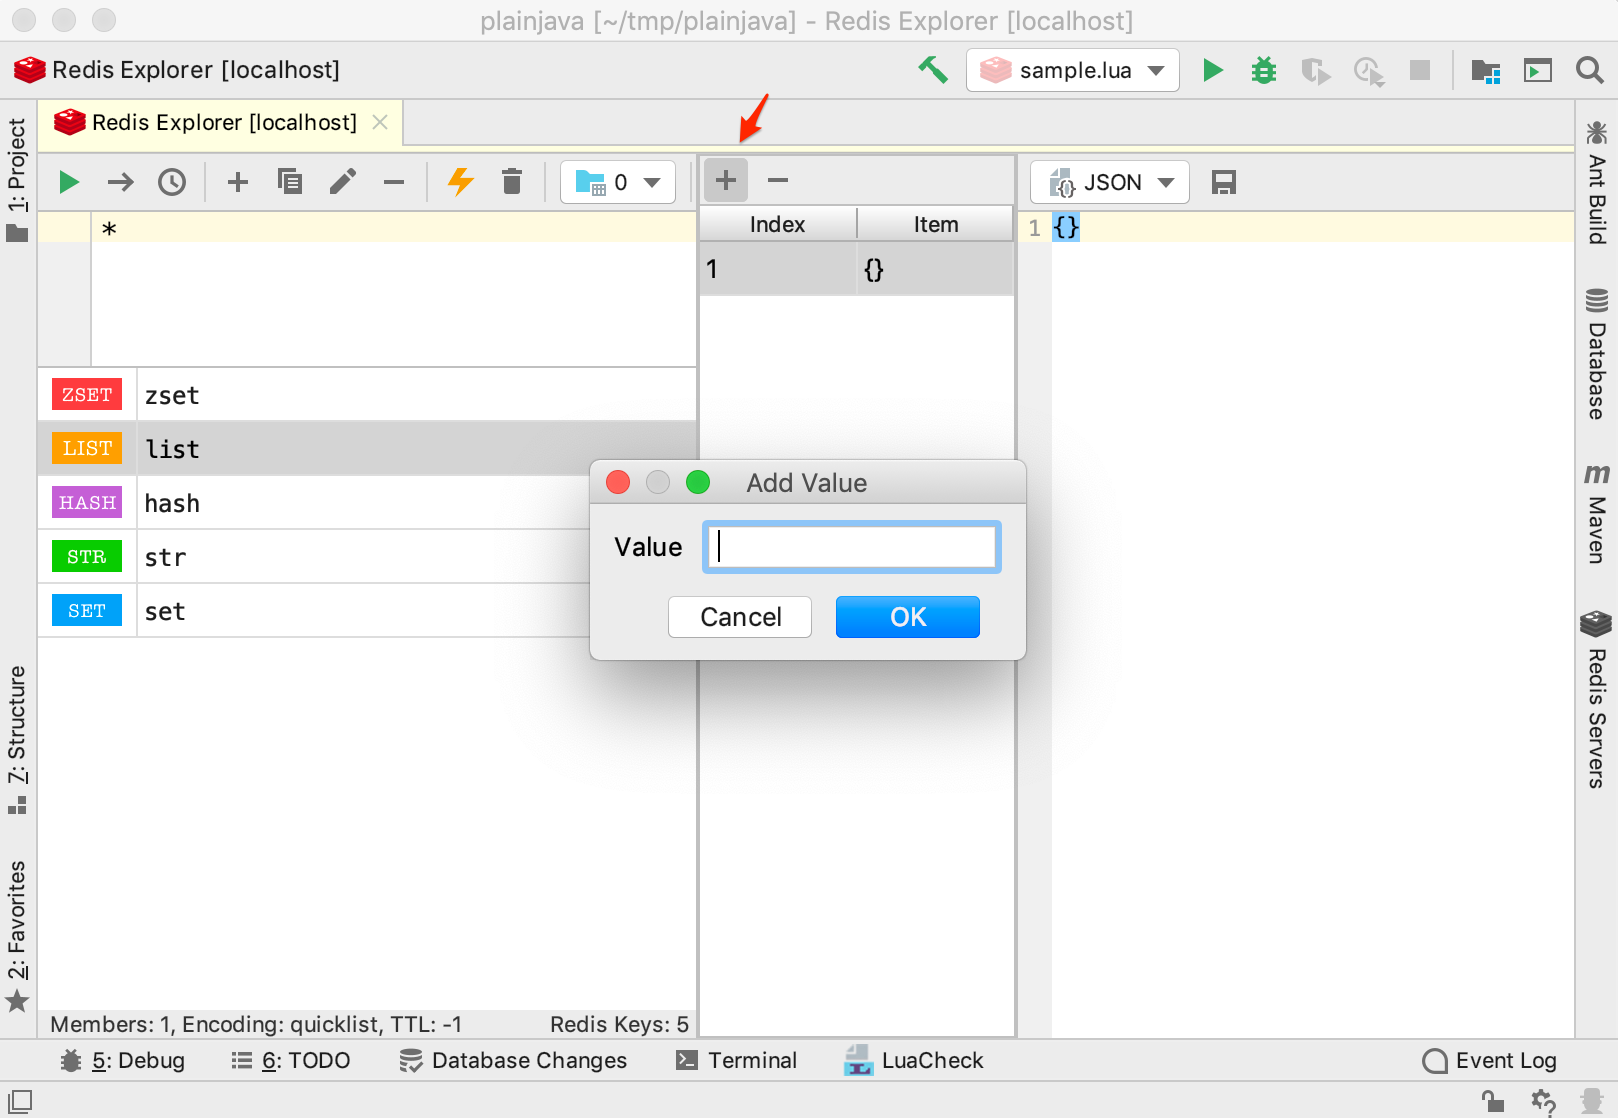 plainjava [~/tmp/plainjava] - Redis Explorer [localhost]
Redis Explorer [localhost]
sample.lua
Redis Explorer [localhost]
1: Project
7: Structure
2: Favorites
0
*
ZSET zset
LIST list
HASH hash
STR str
SET set
Members: 1, Encoding: quicklist, TTL: -1
Redis Keys: 5
Index Item
1 {}
JSON
1 {}
Add Value
Value
Cancel OK
Ant Build
Database
m Maven
Redis Servers
5: Debug
6: TODO
Database Changes
Terminal
LuaCheck
Event Log